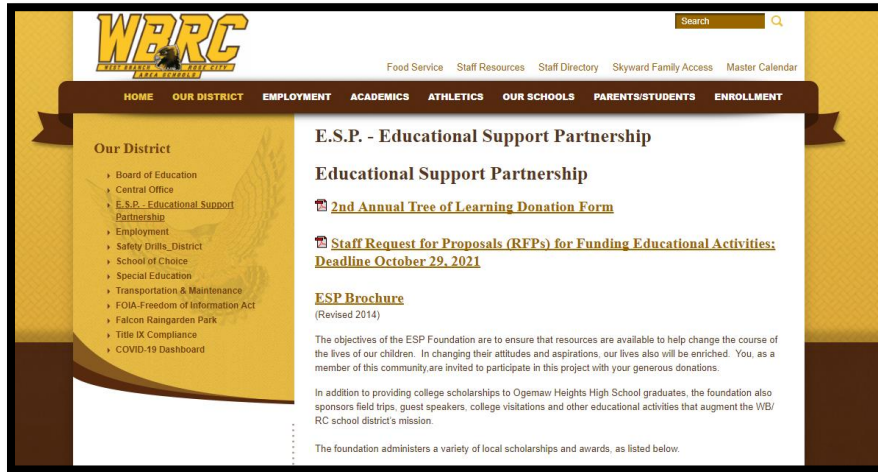 WBRC
WEST BRANCH ROSE CITY
AREA SCHOOLS
Search
Food Service Staff Resources Staff Directory Skyward Family Access Master Calendar
HOME OUR DISTRICT EMPLOYMENT ACADEMICS ATHLETICS OUR SCHOOLS PARENTS/STUDENTS ENROLLMENT
Our District
Board of Education
Central Office
E.S.P. - Educational Support
Partnership
Employment
Safety Drills_District
School of Choice
Special Education
Transportation & Maintenance
FOIA-Freedom of Information Act
Falcon Raingarden Park
Title IX Compliance
COVID-19 Dashboard
E.S.P. - Educational Support Partnership
Educational Support Partnership
2nd Annual Tree of Learning Donation Form
Staff Request for Proposals (RFPs) for Funding Educational Activities:
Deadline October 29, 2021
ESP Brochure
(Revised 2014)
The objectives of the ESP Foundation are to ensure that resources are available to help change the course of
the lives of our children. In changing their attitudes and aspirations, our lives also will be enriched. You, as a
member of this community,are invited to participate in this project with your generous donations.
In addition to providing college scholarships to Ogemaw Heights High School graduates, the foundation also
sponsors field trips, guest speakers, college visitations and other educational activities that augment the WB/
RC school district's mission.
The foundation administers a variety of local scholarships and awards, as listed below.